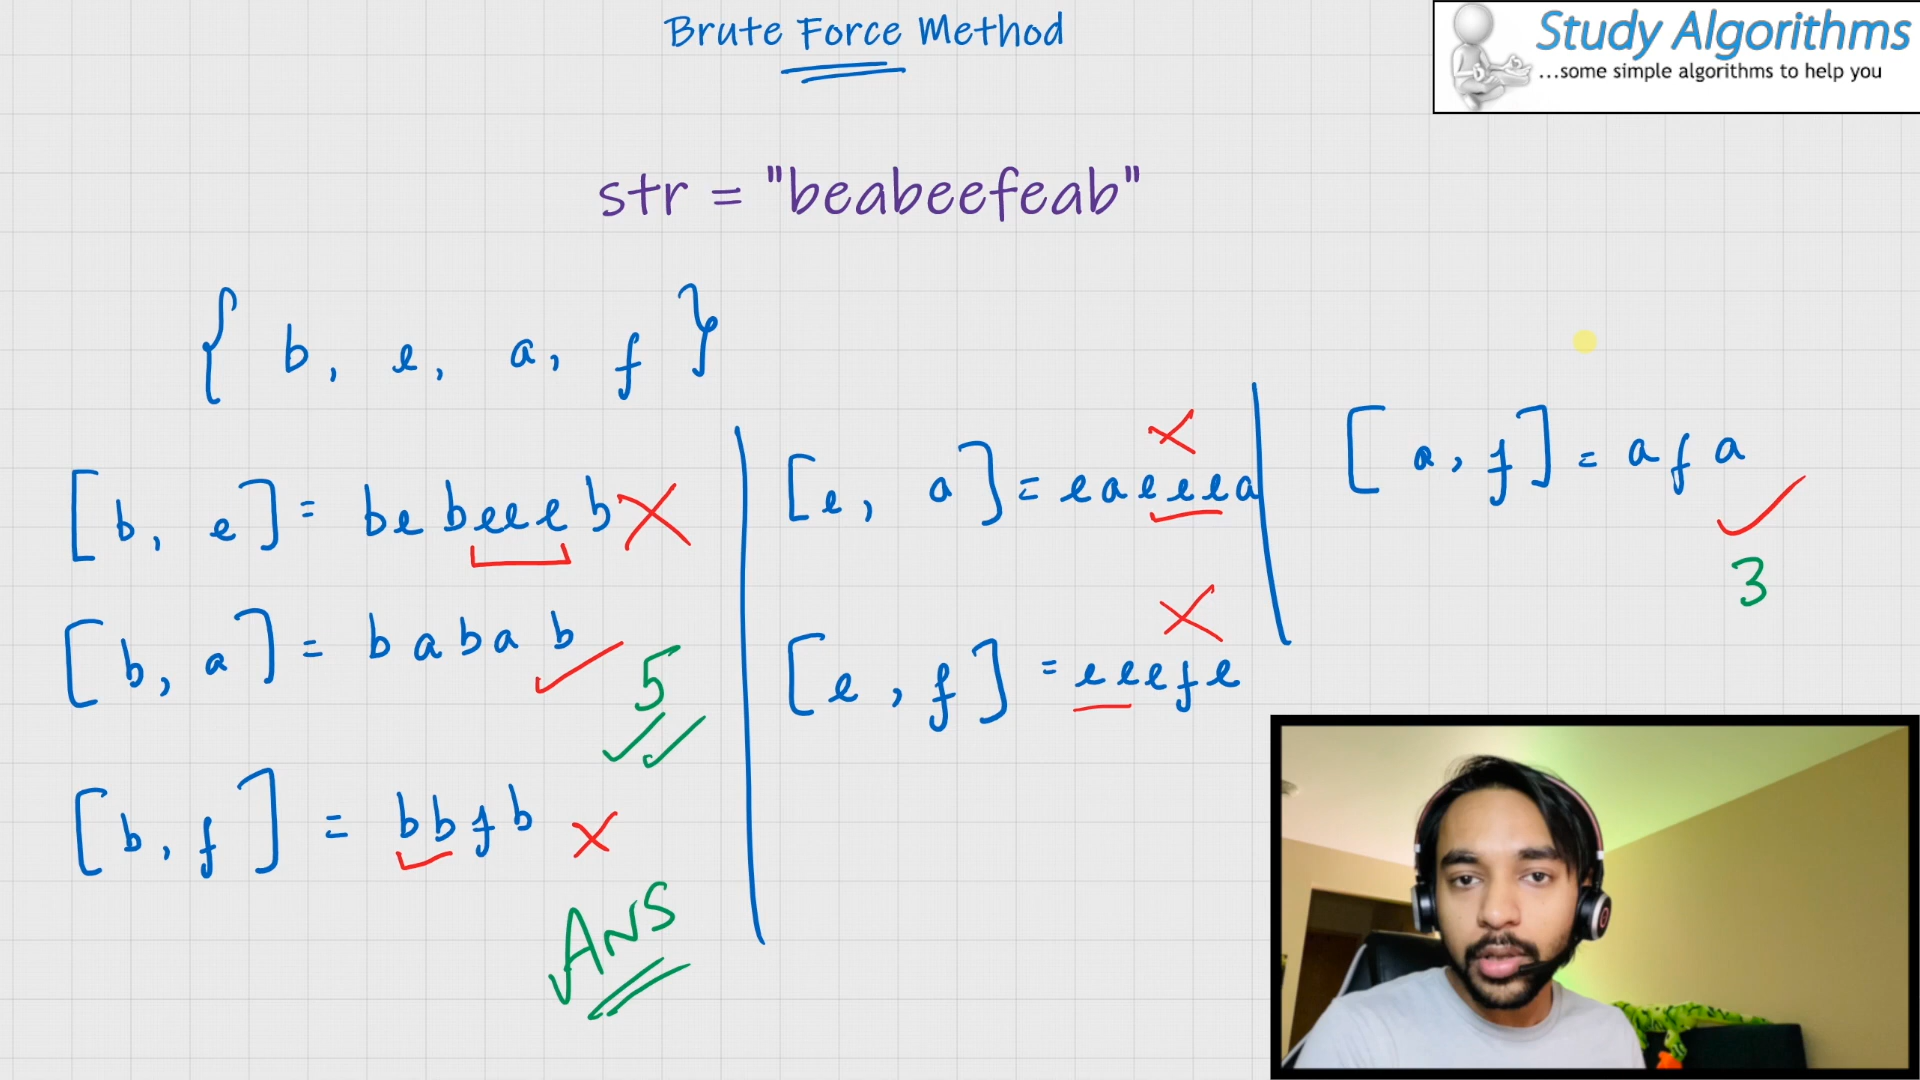 Brute Force Method
Study Algorithms
...some simple algorithms to help you
str = "beabeefeab"
{ b, e, a, f }
[b, e] = bebeeeb
[b, a] = babab
5
[b, f] = bbfb
Ans
[e, a] = eaeeea
[e, f] = eeefe
[a, f] = afa
3